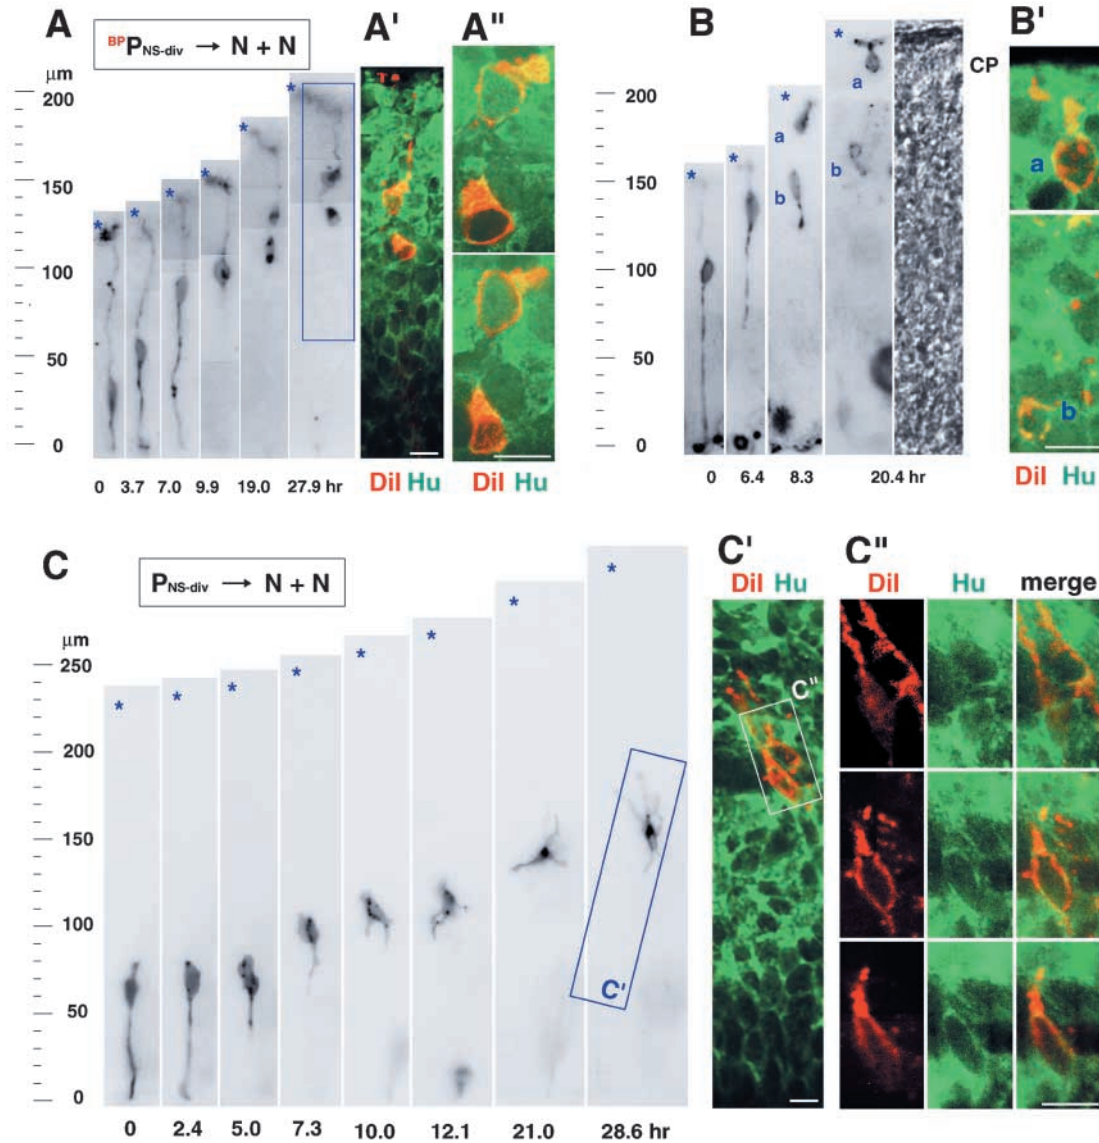 A
BP PNS-div → N + N
A'
A"
B
B'
µm
200
150
100
50
0
0 3.7 7.0 9.9 19.0 27.9 hr
DiI Hu
DiI Hu
200
150
100
50
0
* a
* a
b
b
CP
0 6.4 8.3 20.4 hr
a
b
DiI Hu
C
PNS-div → N + N
C'
C"
DiI Hu
DiI Hu merge
µm
250
200
150
100
50
0
C'
C"
0 2.4 5.0 7.3 10.0 12.1 21.0 28.6 hr